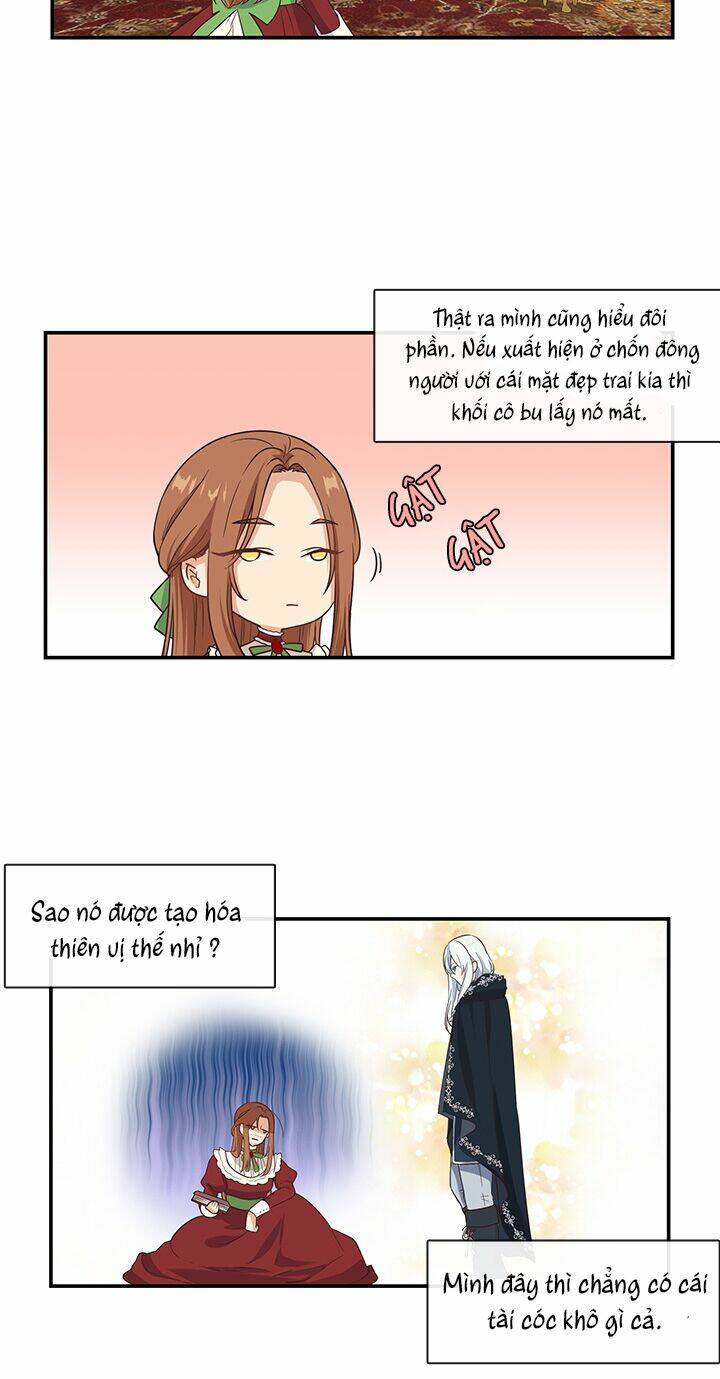 Thật ra mình cũng hiểu đôi
phần. Nếu xuất hiện ở chốn đông
người với cái mặt đẹp trai kia thì
khối cô bu lấy nó mất.
GẬT
GẬT
Sao nó được tạo hóa
thiên vị thế nhỉ ?
Mình đây thì chẳng có cái
tài cóc khô gì cả.